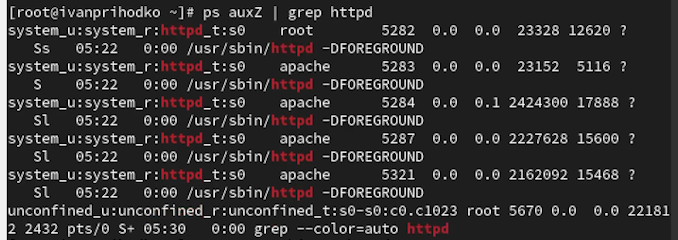 [root@ivanprihodko ~]# ps auxZ | grep httpd
system_u:system_r:httpd_t:s0    root        5282  0.0  0.0  23328 12620 ?
   Ss   05:22   0:00 /usr/sbin/httpd -DFOREGROUND
system_u:system_r:httpd_t:s0    apache      5283  0.0  0.0  23152  5116 ?
   S    05:22   0:00 /usr/sbin/httpd -DFOREGROUND
system_u:system_r:httpd_t:s0    apache      5284  0.0  0.1 2424300 17888 ?
   Sl   05:22   0:00 /usr/sbin/httpd -DFOREGROUND
system_u:system_r:httpd_t:s0    apache      5287  0.0  0.0 2227628 15600 ?
   Sl   05:22   0:00 /usr/sbin/httpd -DFOREGROUND
system_u:system_r:httpd_t:s0    apache      5321  0.0  0.0 2162092 15468 ?
   Sl   05:22   0:00 /usr/sbin/httpd -DFOREGROUND
unconfined_u:unconfined_r:unconfined_t:s0-s0:c0.c1023 root 5670 0.0  0.0 22181
2 2432 pts/0 S+ 05:30   0:00 grep --color=auto httpd